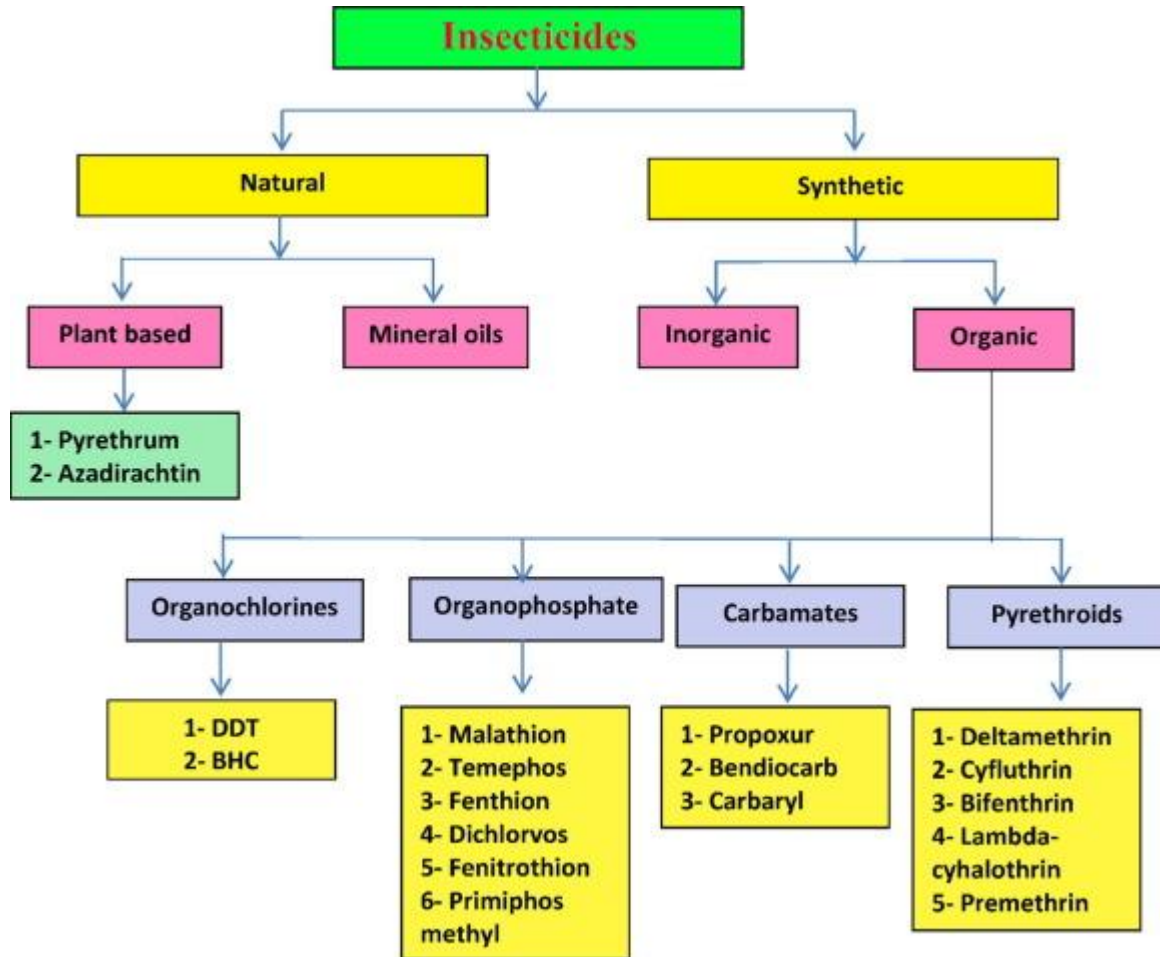 Insecticides
Natural
Synthetic
Plant based
Mineral oils
Inorganic
Organic
1- Pyrethrum
2- Azadirachtin
Organochlorines
Organophosphate
Carbamates
Pyrethroids
1- DDT
2- BHC
1- Malathion
2- Temephos
3- Fenthion
4- Dichlorvos
5- Fenitrothion
6- Primiphos
methyl
1- Propoxur
2- Bendiocarb
3- Carbaryl
1- Deltamethrin
2- Cyfluthrin
3- Bifenthrin
4- Lambda-
cyhalothrin
5- Premethrin